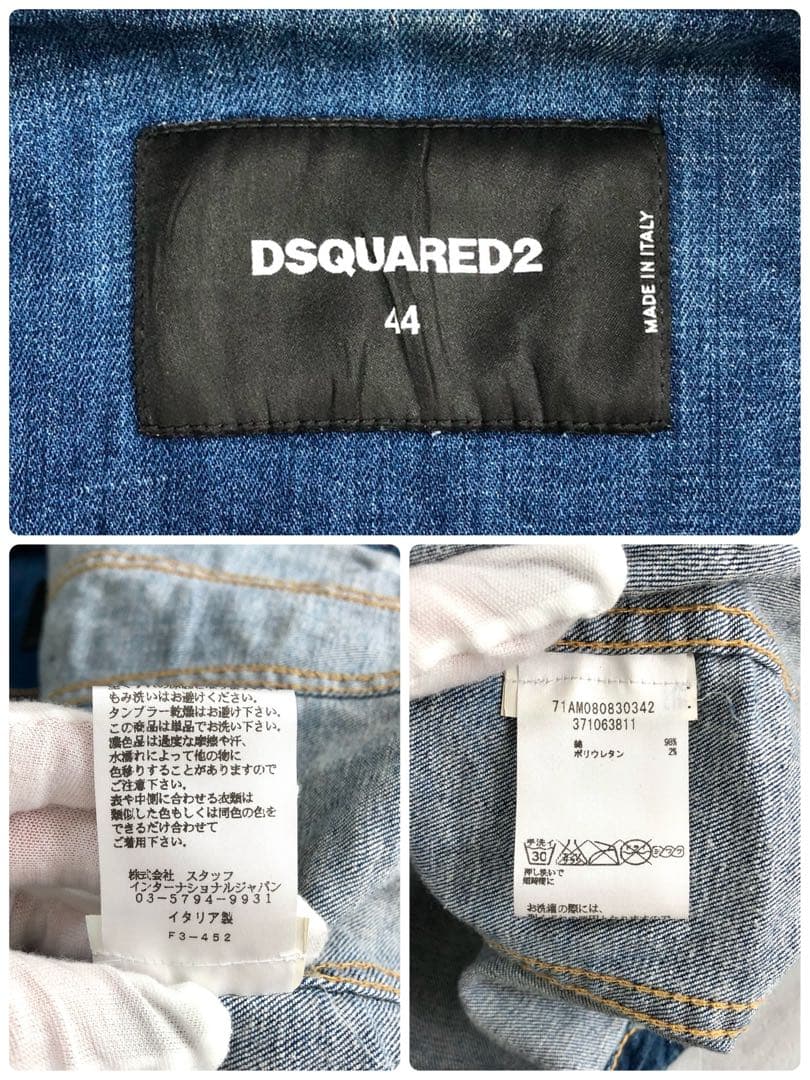 DSQUARED2
44
MADE IN ITALY
もみ洗いはお避けください。
タンブラー乾燥はお避け下さい。
この商品は単品でお洗い下さい。
濃色品は過度な摩擦や汗、
水濡れによって他の物に
色移りすることがありますので
ご注意下さい。
表や中側に合わせる衣類は
類似した色もしくは同色の色を
できるだけ合わせて
ご着用下さい。
株式会社 スタッフ
インターナショナルジャパン
03-5794-9931
イタリア製
F3-452
71AM080830342
371063811
綿 98%
ポリウレタン 2%
手洗イ
30
押し洗いで
短時間に
お洗濯の際には、